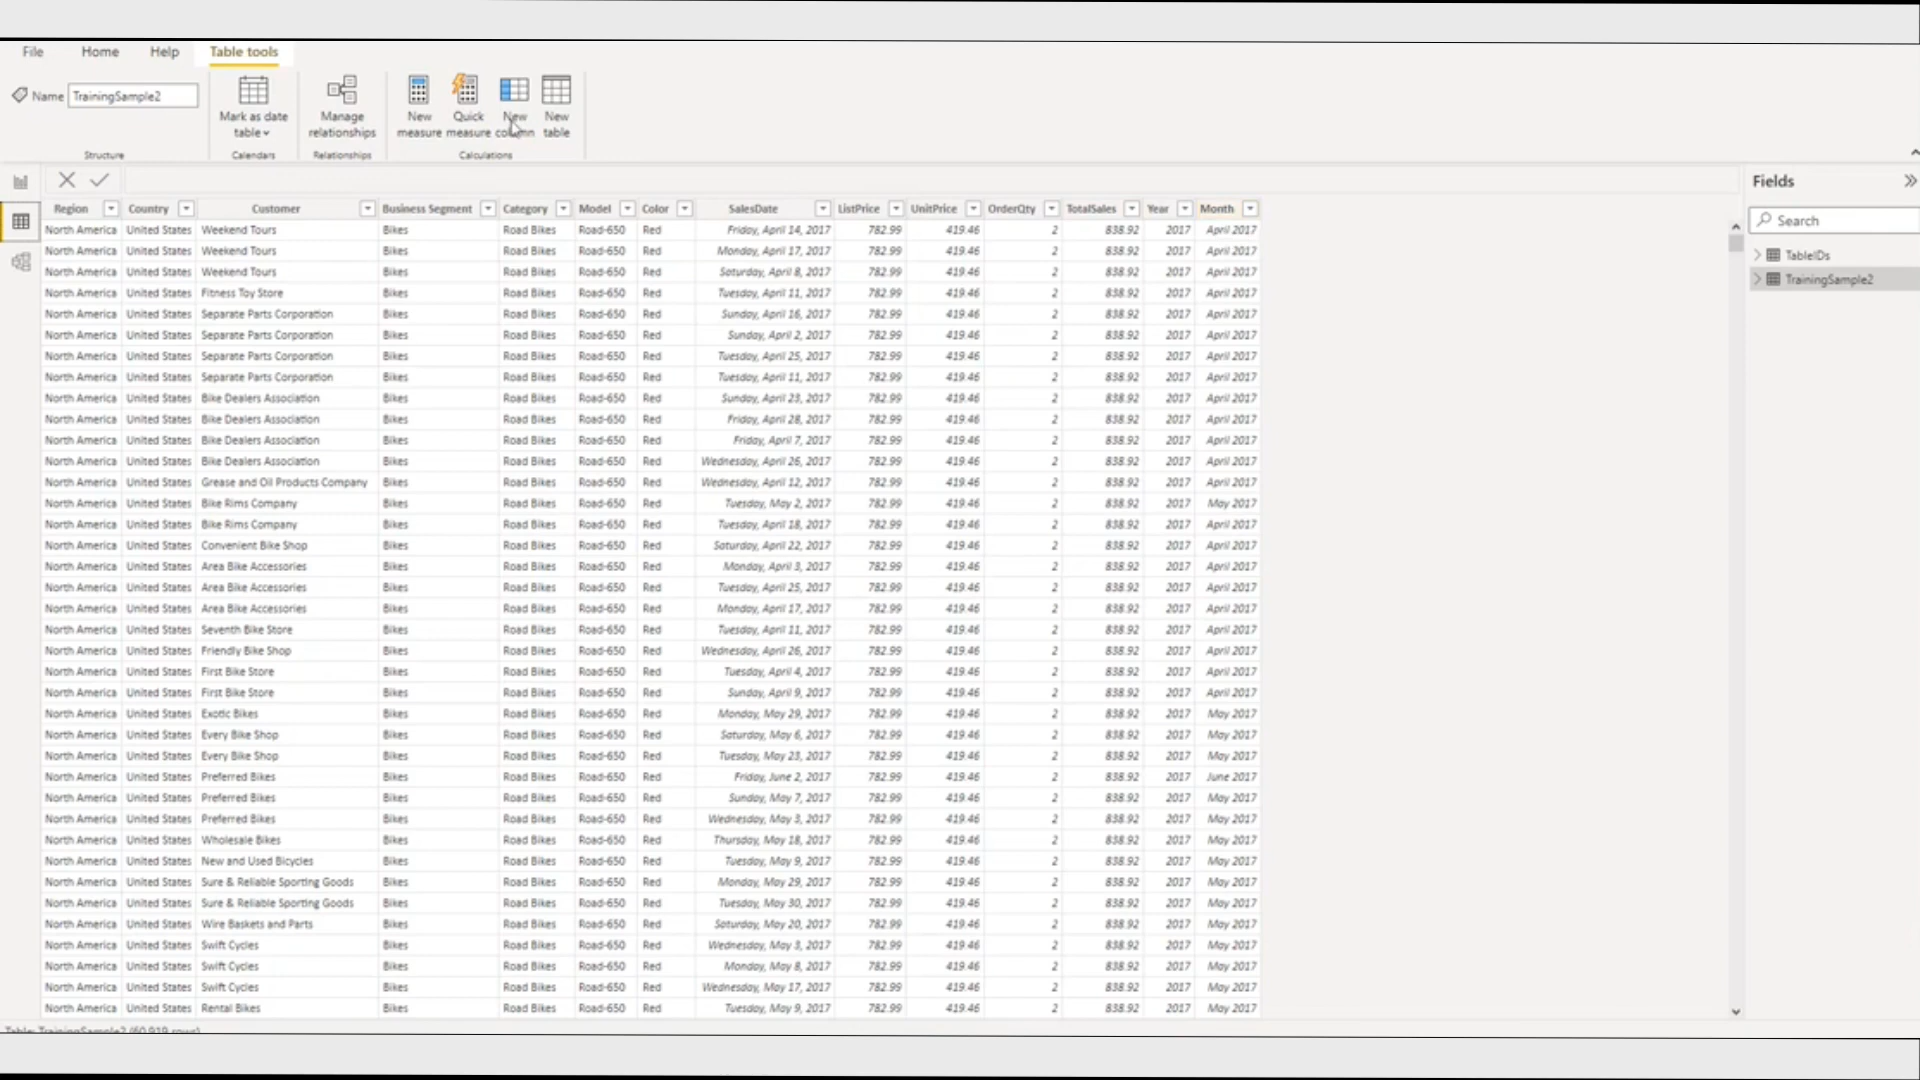 File Home Help Table tools
Name TrainingSample2
Mark as date table
Manage relationships
New measure
Quick measure
New column
New table
Structure Calendars Relationships Calculations
Fields
Region Country Customer Business Segment Category Model Color SalesDate ListPrice UnitPrice OrderQty TotalSales Year Month
Search
North America United States Weekend Tours Bikes Road Bikes Road-650 Red Friday, April 14, 2017 782.99 419.46 2 838.92 2017 April 2017
North America United States Weekend Tours Bikes Road Bikes Road-650 Red Monday, April 17, 2017 782.99 419.46 2 838.92 2017 April 2017
TableIDs
North America United States Weekend Tours Bikes Road Bikes Road-650 Red Saturday, April 8, 2017 782.99 419.46 2 838.92 2017 April 2017
TrainingSample2
North America United States Fitness Toy Store Bikes Road Bikes Road-650 Red Tuesday, April 11, 2017 782.99 419.46 2 838.92 2017 April 2017
North America United States Separate Parts Corporation Bikes Road Bikes Road-650 Red Sunday, April 16, 2017 782.99 419.46 2 838.92 2017 April 2017
North America United States Separate Parts Corporation Bikes Road Bikes Road-650 Red Sunday, April 2, 2017 782.99 419.46 2 838.92 2017 April 2017
North America United States Separate Parts Corporation Bikes Road Bikes Road-650 Red Tuesday, April 25, 2017 782.99 419.46 2 838.92 2017 April 2017
North America United States Separate Parts Corporation Bikes Road Bikes Road-650 Red Tuesday, April 11, 2017 782.99 419.46 2 838.92 2017 April 2017
North America United States Bike Dealers Association Bikes Road Bikes Road-650 Red Sunday, April 23, 2017 782.99 419.46 2 838.92 2017 April 2017
North America United States Bike Dealers Association Bikes Road Bikes Road-650 Red Friday, April 28, 2017 782.99 419.46 2 838.92 2017 April 2017
North America United States Bike Dealers Association Bikes Road Bikes Road-650 Red Friday, April 7, 2017 782.99 419.46 2 838.92 2017 April 2017
North America United States Bike Dealers Association Bikes Road Bikes Road-650 Red Wednesday, April 26, 2017 782.99 419.46 2 838.92 2017 April 2017
North America United States Grease and Oil Products Company Bikes Road Bikes Road-650 Red Wednesday, April 12, 2017 782.99 419.46 2 838.92 2017 April 2017
North America United States Bike Rims Company Bikes Road Bikes Road-650 Red Tuesday, May 2, 2017 782.99 419.46 2 838.92 2017 May 2017
North America United States Bike Rims Company Bikes Road Bikes Road-650 Red Tuesday, April 18, 2017 782.99 419.46 2 838.92 2017 April 2017
North America United States Convenient Bike Shop Bikes Road Bikes Road-650 Red Saturday, April 22, 2017 782.99 419.46 2 838.92 2017 April 2017
North America United States Area Bike Accessories Bikes Road Bikes Road-650 Red Monday, April 3, 2017 782.99 419.46 2 838.92 2017 April 2017
North America United States Area Bike Accessories Bikes Road Bikes Road-650 Red Tuesday, April 25, 2017 782.99 419.46 2 838.92 2017 April 2017
North America United States Area Bike Accessories Bikes Road Bikes Road-650 Red Monday, April 17, 2017 782.99 419.46 2 838.92 2017 April 2017
North America United States Seventh Bike Store Bikes Road Bikes Road-650 Red Tuesday, April 11, 2017 782.99 419.46 2 838.92 2017 April 2017
North America United States Friendly Bike Shop Bikes Road Bikes Road-650 Red Wednesday, April 26, 2017 782.99 419.46 2 838.92 2017 April 2017
North America United States First Bike Store Bikes Road Bikes Road-650 Red Tuesday, April 4, 2017 782.99 419.46 2 838.92 2017 April 2017
North America United States First Bike Store Bikes Road Bikes Road-650 Red Sunday, April 9, 2017 782.99 419.46 2 838.92 2017 April 2017
North America United States Exotic Bikes Bikes Road Bikes Road-650 Red Monday, May 29, 2017 782.99 419.46 2 838.92 2017 May 2017
North America United States Every Bike Shop Bikes Road Bikes Road-650 Red Saturday, May 6, 2017 782.99 419.46 2 838.92 2017 May 2017
North America United States Every Bike Shop Bikes Road Bikes Road-650 Red Tuesday, May 23, 2017 782.99 419.46 2 838.92 2017 May 2017
North America United States Preferred Bikes Bikes Road Bikes Road-650 Red Friday, June 2, 2017 782.99 419.46 2 838.92 2017 June 2017
North America United States Preferred Bikes Bikes Road Bikes Road-650 Red Sunday, May 7, 2017 782.99 419.46 2 838.92 2017 May 2017
North America United States Preferred Bikes Bikes Road Bikes Road-650 Red Wednesday, May 3, 2017 782.99 419.46 2 838.92 2017 May 2017
North America United States Wholesale Bikes Bikes Road Bikes Road-650 Red Thursday, May 18, 2017 782.99 419.46 2 838.92 2017 May 2017
North America United States New and Used Bicycles Bikes Road Bikes Road-650 Red Tuesday, May 9, 2017 782.99 419.46 2 838.92 2017 May 2017
North America United States Sure & Reliable Sporting Goods Bikes Road Bikes Road-650 Red Monday, May 29, 2017 782.99 419.46 2 838.92 2017 May 2017
North America United States Sure & Reliable Sporting Goods Bikes Road Bikes Road-650 Red Tuesday, May 30, 2017 782.99 419.46 2 838.92 2017 May 2017
North America United States Wire Baskets and Parts Bikes Road Bikes Road-650 Red Saturday, May 20, 2017 782.99 419.46 2 838.92 2017 May 2017
North America United States Swift Cycles Bikes Road Bikes Road-650 Red Wednesday, May 3, 2017 782.99 419.46 2 838.92 2017 May 2017
North America United States Swift Cycles Bikes Road Bikes Road-650 Red Monday, May 8, 2017 782.99 419.46 2 838.92 2017 May 2017
North America United States Swift Cycles Bikes Road Bikes Road-650 Red Wednesday, May 17, 2017 782.99 419.46 2 838.92 2017 May 2017
North America United States Rental Bikes Bikes Road Bikes Road-650 Red Tuesday, May 9, 2017 782.99 419.46 2 838.92 2017 May 2017
Table: TrainingSample2 (60,919 rows)